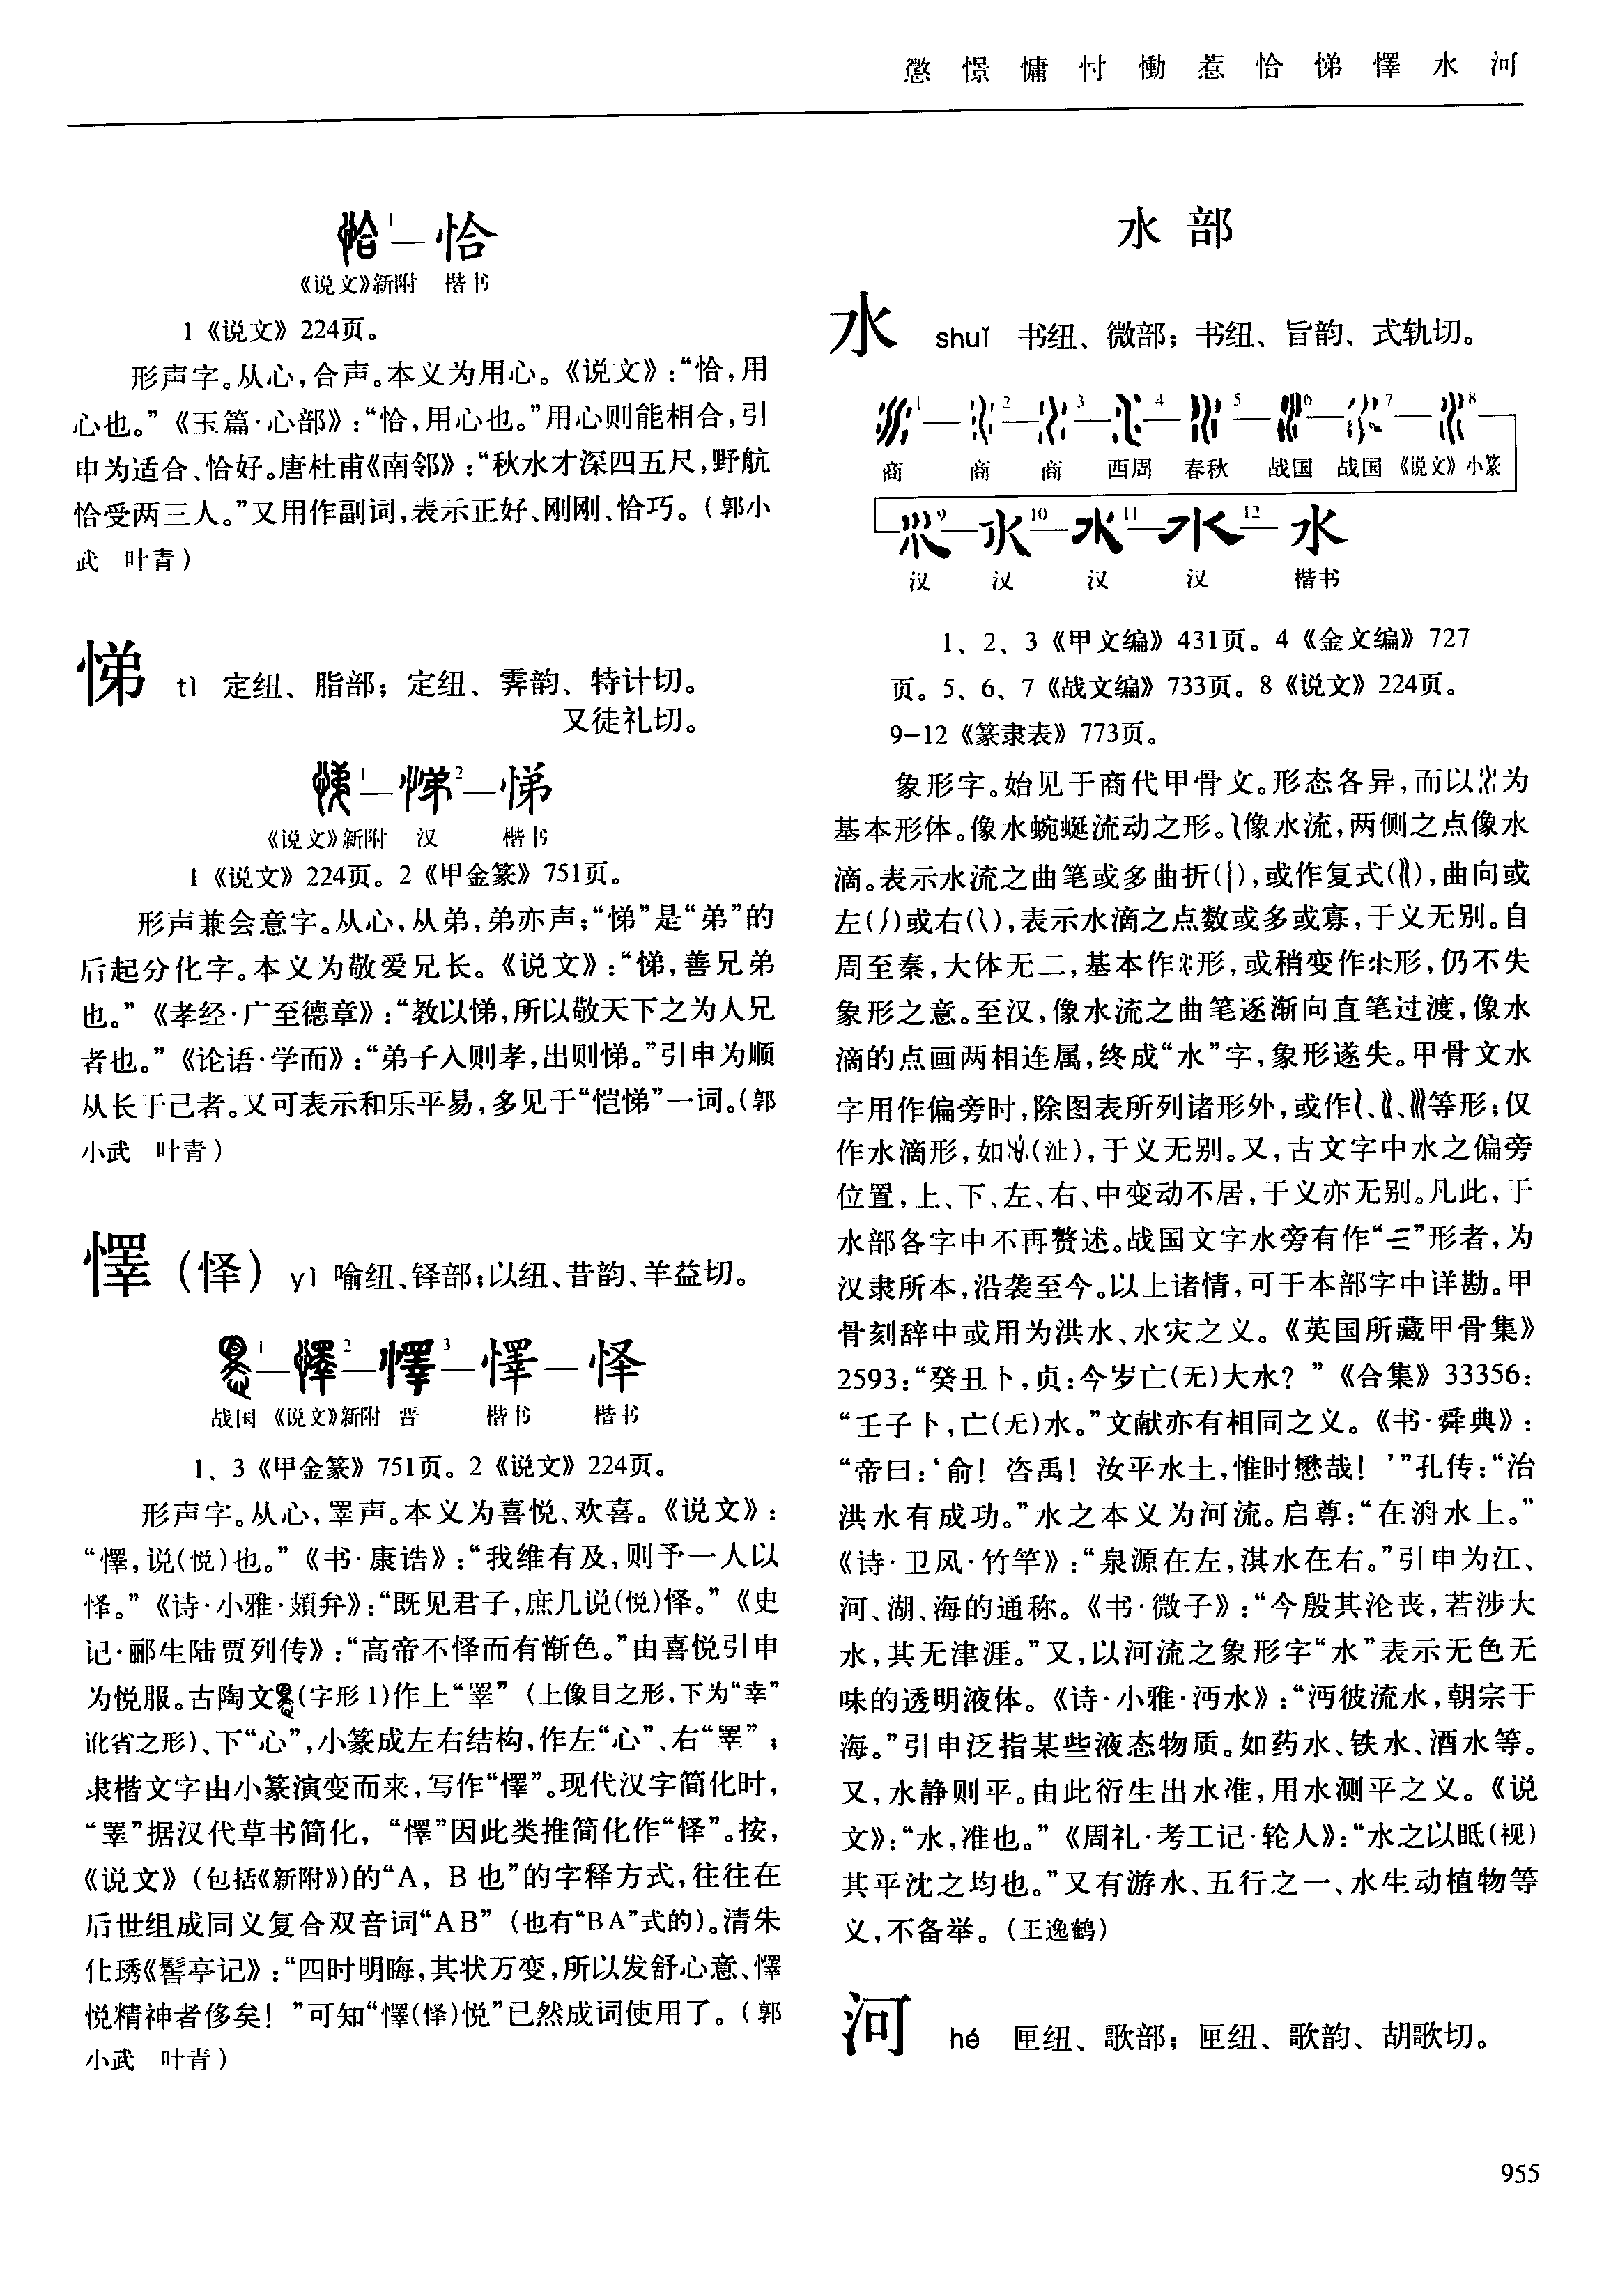 懲 憬 慵 忖 慟 惹 恰 悌 懌 水 河
恰1—恰
《说文》新附 楷书
1《说文》224页。
形声字。从心，合声。本义为用心。《说文》：“恰，用
心也。”《玉篇·心部》：“恰，用心也。”用心则能相合，引
申为适合、恰好。唐杜甫《南邻》：“秋水才深四五尺，野航
恰受两三人。”又用作副词，表示正好、刚刚、恰巧。（郭小
武 叶青）
悌 tì 定纽、脂部；定纽、霁韵、特计切。
又徒礼切。
悌1—悌2—悌
《说文》新附 汉 楷书
1《说文》224页。2《甲金篆》751页。
形声兼会意字。从心，从弟，弟亦声；“悌”是“弟”的
后起分化字。本义为敬爱兄长。《说文》：“悌，善兄弟
也。”《孝经·广至德章》：“教以悌，所以敬天下之为人兄
者也。”《论语·学而》：“弟子入则孝，出则悌。”引申为顺
从长于己者。又可表示和乐平易，多见于“恺悌”一词。（郭
小武 叶青）
懌（怿）yì 喻纽、铎部；以纽、昔韵、羊益切。
1—懌2—懌3—懌—怿
战国 《说文》新附 晋 楷书 楷书
1、3《甲金篆》751页。2《说文》224页。
形声字。从心，睪声。本义为喜悦、欢喜。《说文》：
“懌，说(悦)也。”《书·康诰》：“我维有及，则予一人以
怿。”《诗·小雅·頍弁》：“既见君子，庶几说(悦)怿。”《史
记·郦生陆贾列传》：“高帝不怿而有惭色。”由喜悦引申
为悦服。古陶文(字形1)作上“睪”（上像目之形，下为“幸”
讹省之形）、下“心”，小篆成左右结构，作左“心”、右“睪”；
隶楷文字由小篆演变而来，写作“懌”。现代汉字简化时，
“睪”据汉代草书简化，“懌”因此类推简化作“怿”。按，
《说文》（包括《新附》）的“A，B也”的字释方式，往往在
后世组成同义复合双音词“AB”（也有“BA”式的）。清朱
仕琇《髻亭记》：“四时明晦，其状万变，所以发舒心意、懌
悦精神者侈矣！”可知“懌(怿)悦”已然成词使用了。（郭
小武 叶青）
水部
水 shuǐ 书纽、微部；书纽、旨韵、式轨切。
1—2—3—4—5—6—7—8
商 商 商 西周 春秋 战国 战国 《说文》小篆
9—水10—水11—水12—水
汉 汉 汉 汉 楷书
1、2、3《甲文编》431页。4《金文编》727
页。5、6、7《战文编》733页。8《说文》224页。
9-12《篆隶表》773页。
象形字。始见于商代甲骨文。形态各异，而以为
基本形体。像水蜿蜒流动之形。像水流，两侧之点像水
滴。表示水流之曲笔或多曲折()，或作复式()，曲向或
左()或右()，表示水滴之点数或多或寡，于义无别。自
周至秦，大体无二，基本作形，或稍变作形，仍不失
象形之意。至汉，像水流之曲笔逐渐向直笔过渡，像水
滴的点画两相连属，终成“水”字，象形遂失。甲骨文水
字用作偏旁时，除图表所列诸形外，或作、、等形；仅
作水滴形，如(沚)，于义无别。又，古文字中水之偏旁
位置，上、下、左、右、中变动不居，于义亦无别。凡此，于
水部各字中不再赘述。战国文字水旁有作“”形者，为
汉隶所本，沿袭至今。以上诸情，可于本部字中详勘。甲
骨刻辞中或用为洪水、水灾之义。《英国所藏甲骨集》
2593：“癸丑卜，贞：今岁亡(无)大水？”《合集》33356：
“壬子卜，亡(无)水。”文献亦有相同之义。《书·舜典》：
“帝曰：‘俞！咨禹！汝平水土，惟时懋哉！’”孔传：“治
洪水有成功。”水之本义为河流。启尊：“在水上。”
《诗·卫风·竹竿》：“泉源在左，淇水在右。”引申为江、
河、湖、海的通称。《书·微子》：“今殷其沦丧，若涉大
水，其无津涯。”又，以河流之象形字“水”表示无色无
味的透明液体。《诗·小雅·沔水》：“沔彼流水，朝宗于
海。”引申泛指某些液态物质。如药水、铁水、酒水等。
又，水静则平。由此衍生出水准，用水测平之义。《说
文》：“水，准也。”《周礼·考工记·轮人》：“水之以眡(视)
其平沈之均也。”又有游水、五行之一、水生动植物等
义，不备举。（王逸鹤）
河 hé 匣纽、歌部；匣纽、歌韵、胡歌切。
955